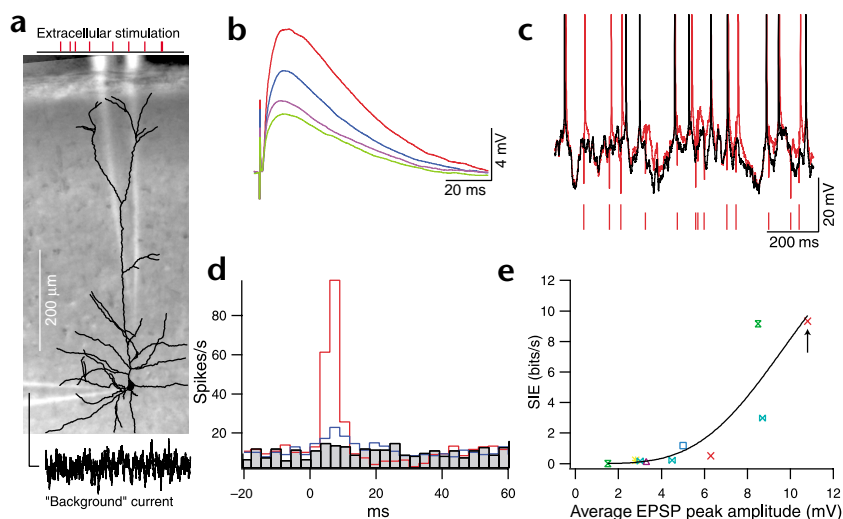 a
Extracellular stimulation
200 µm
"Background" current
b
4 mV
20 ms
c
20 mV
200 ms
d
Spikes/s
80
60
40
20
−20
0
20
40
60
ms
e
SIE (bits/s)
12
10
8
6
4
2
0
0
2
4
6
8
10
12
Average EPSP peak amplitude (mV)